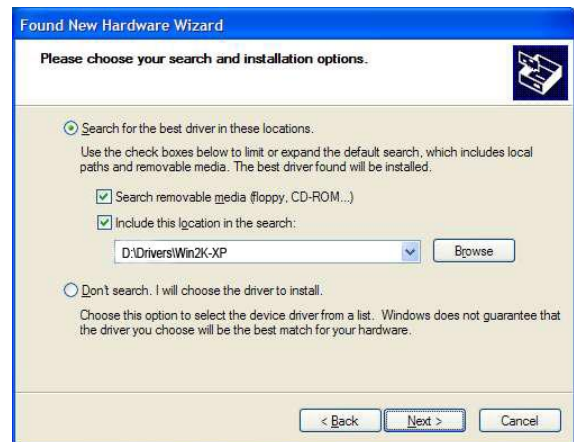 Found New Hardware Wizard
Please choose your search and installation options.
Search for the best driver in these locations.
Use the check boxes below to limit or expand the default search, which includes local
paths and removable media. The best driver found will be installed.
Search removable media (floppy, CD-ROM...)
Include this location in the search:
D:\Drivers\Win2K-XP
Browse
Don't search. I will choose the driver to install.
Choose this option to select the device driver from a list. Windows does not guarantee that
the driver you choose will be the best match for your hardware.
< Back Next > Cancel